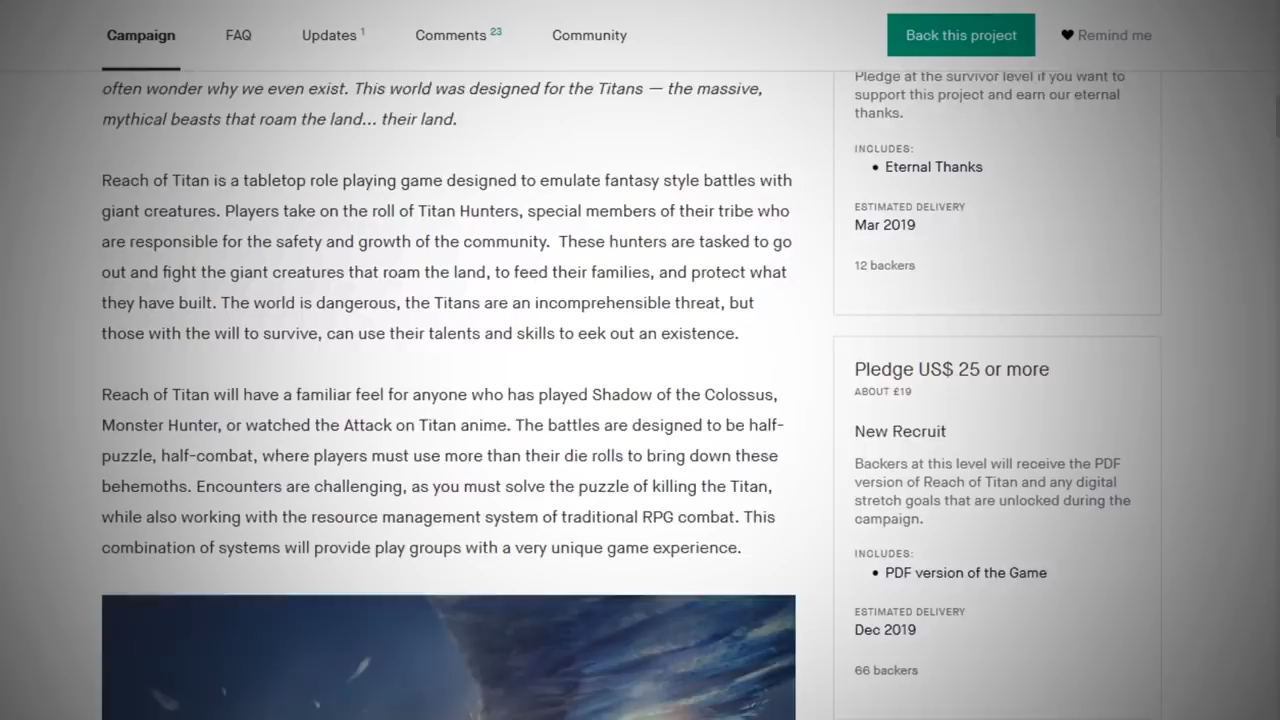 Campaign
FAQ
Updates 1
Comments 23
Community
Back this project
Remind me
often wonder why we even exist. This world was designed for the Titans — the massive,
mythical beasts that roam the land... their land.
Reach of Titan is a tabletop role playing game designed to emulate fantasy style battles with
giant creatures. Players take on the roll of Titan Hunters, special members of their tribe who
are responsible for the safety and growth of the community.  These hunters are tasked to go
out and fight the giant creatures that roam the land, to feed their families, and protect what
they have built. The world is dangerous, the Titans are an incomprehensible threat, but
those with the will to survive, can use their talents and skills to eek out an existence.
Reach of Titan will have a familiar feel for anyone who has played Shadow of the Colossus,
Monster Hunter, or watched the Attack on Titan anime. The battles are designed to be half-
puzzle, half-combat, where players must use more than their die rolls to bring down these
behemoths. Encounters are challenging, as you must solve the puzzle of killing the Titan,
while also working with the resource management system of traditional RPG combat. This
combination of systems will provide play groups with a very unique game experience.
Pledge at the survivor level if you want to
support this project and earn our eternal
thanks.
INCLUDES:
• Eternal Thanks
ESTIMATED DELIVERY
Mar 2019
12 backers
Pledge US$ 25 or more
ABOUT £19
New Recruit
Backers at this level will receive the PDF
version of Reach of Titan and any digital
stretch goals that are unlocked during the
campaign.
INCLUDES:
• PDF version of the Game
ESTIMATED DELIVERY
Dec 2019
66 backers